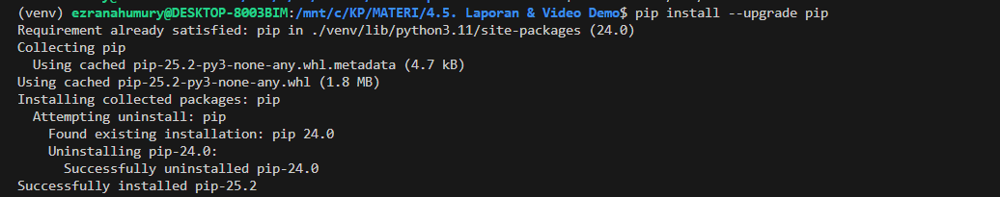 (venv) ezranahumury@DESKTOP-8003BIM:/mnt/c/KP/MATERI/4.5. Laporan & Video Demo$ pip install --upgrade pip
Requirement already satisfied: pip in ./venv/lib/python3.11/site-packages (24.0)
Collecting pip
  Using cached pip-25.2-py3-none-any.whl.metadata (4.7 kB)
Using cached pip-25.2-py3-none-any.whl (1.8 MB)
Installing collected packages: pip
  Attempting uninstall: pip
    Found existing installation: pip 24.0
    Uninstalling pip-24.0:
      Successfully uninstalled pip-24.0
Successfully installed pip-25.2